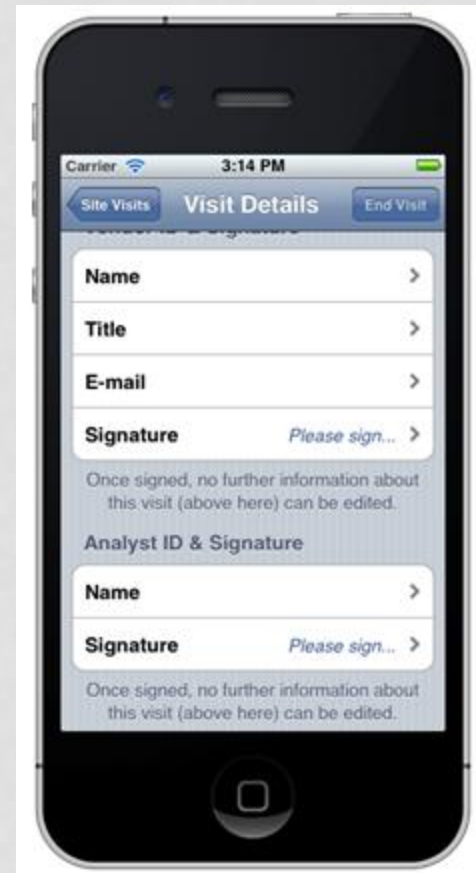 Carrier 3:14 PM
Site Visits Visit Details End Visit
ID & Signature
Name
Title
E-mail
Signature Please sign...
Once signed, no further information about
this visit (above here) can be edited.
Analyst ID & Signature
Name
Signature Please sign...
Once signed, no further information about
this visit (above here) can be edited.